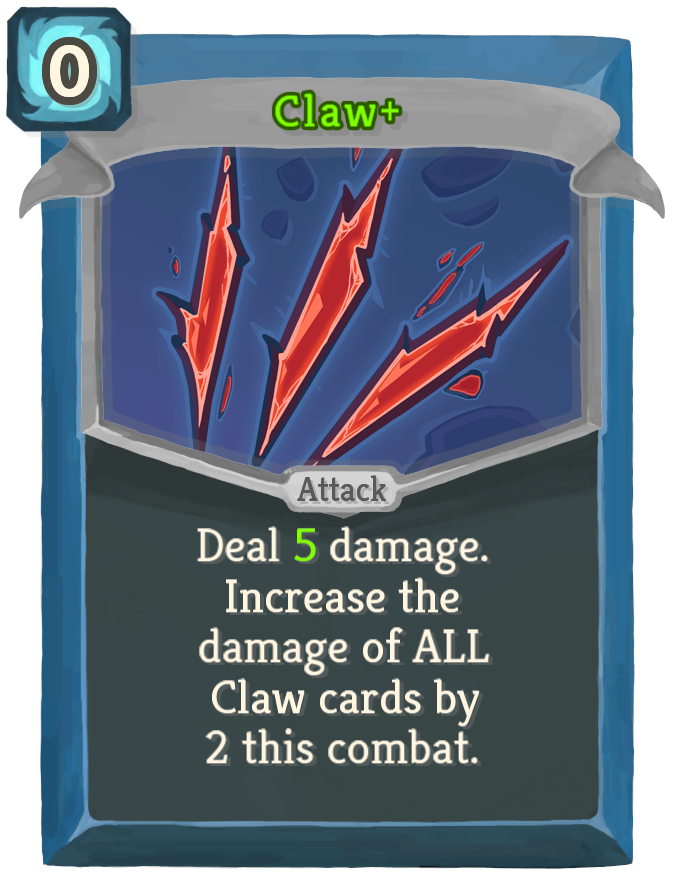 0
Claw+
Attack
Deal 5 damage.
Increase the
damage of ALL
Claw cards by
2 this combat.